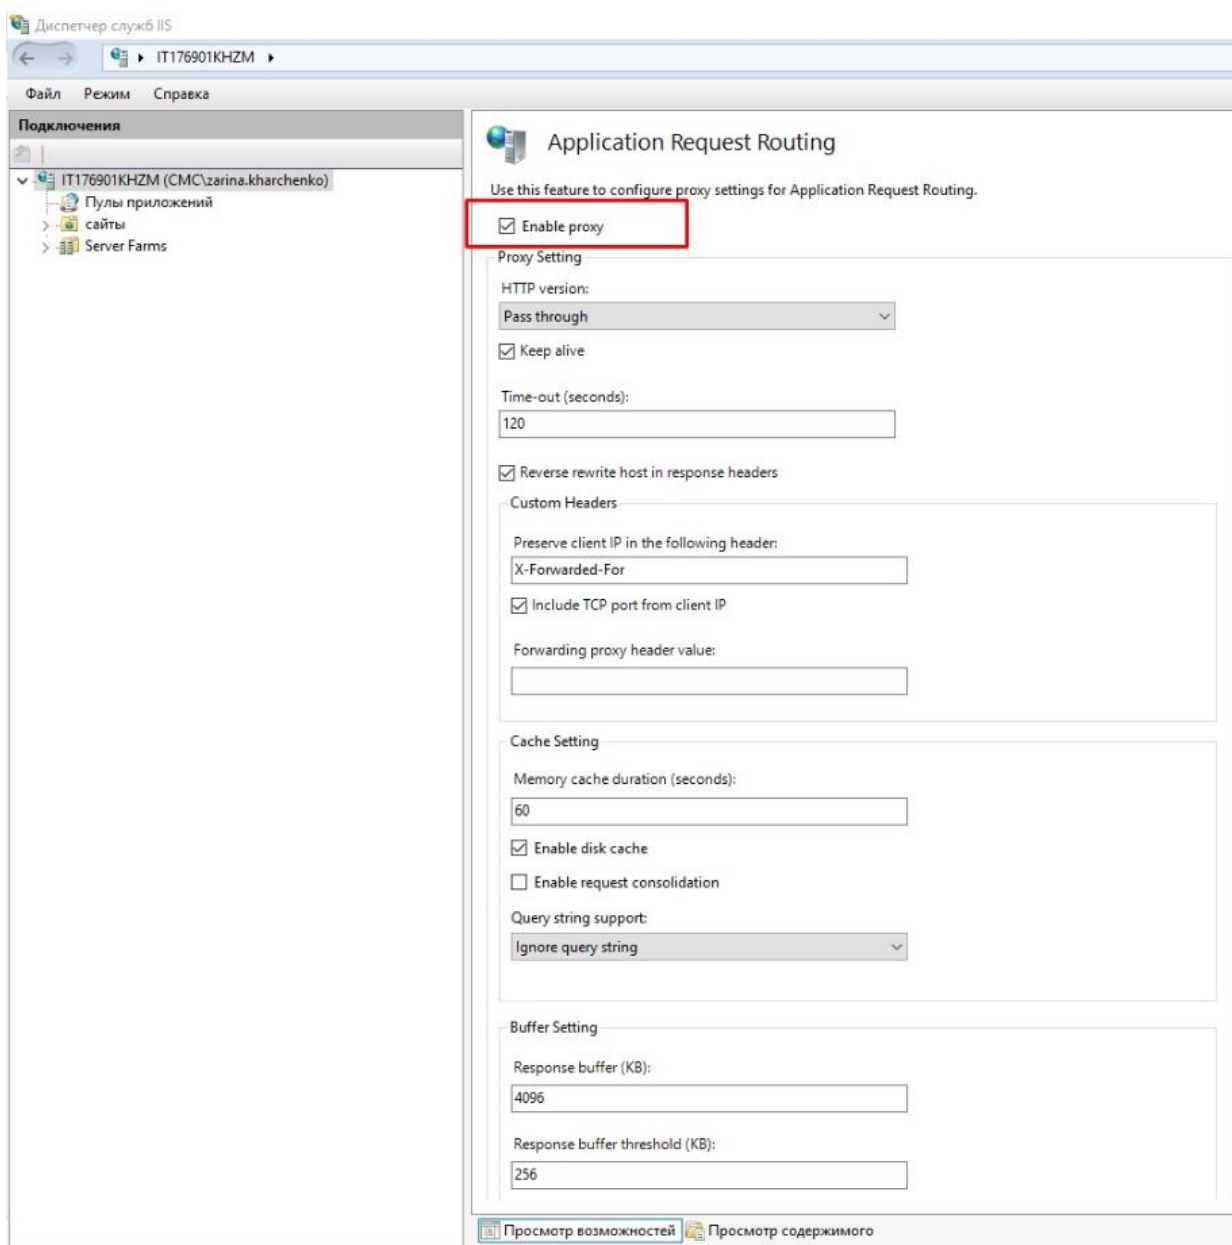 Диспетчер служб IIS
IT176901KHZM
Файл Режим Справка
Подключения
IT176901KHZM (CMC\zarina.kharchenko)
Пулы приложений
сайты
Server Farms
Application Request Routing
Use this feature to configure proxy settings for Application Request Routing.
Enable proxy
Proxy Setting
HTTP version:
Pass through
Keep alive
Time-out (seconds):
120
Reverse rewrite host in response headers
Custom Headers
Preserve client IP in the following header:
X-Forwarded-For
Include TCP port from client IP
Forwarding proxy header value:
Cache Setting
Memory cache duration (seconds):
60
Enable disk cache
Enable request consolidation
Query string support:
Ignore query string
Buffer Setting
Response buffer (KB):
4096
Response buffer threshold (KB):
256
Просмотр возможностей Просмотр содержимого